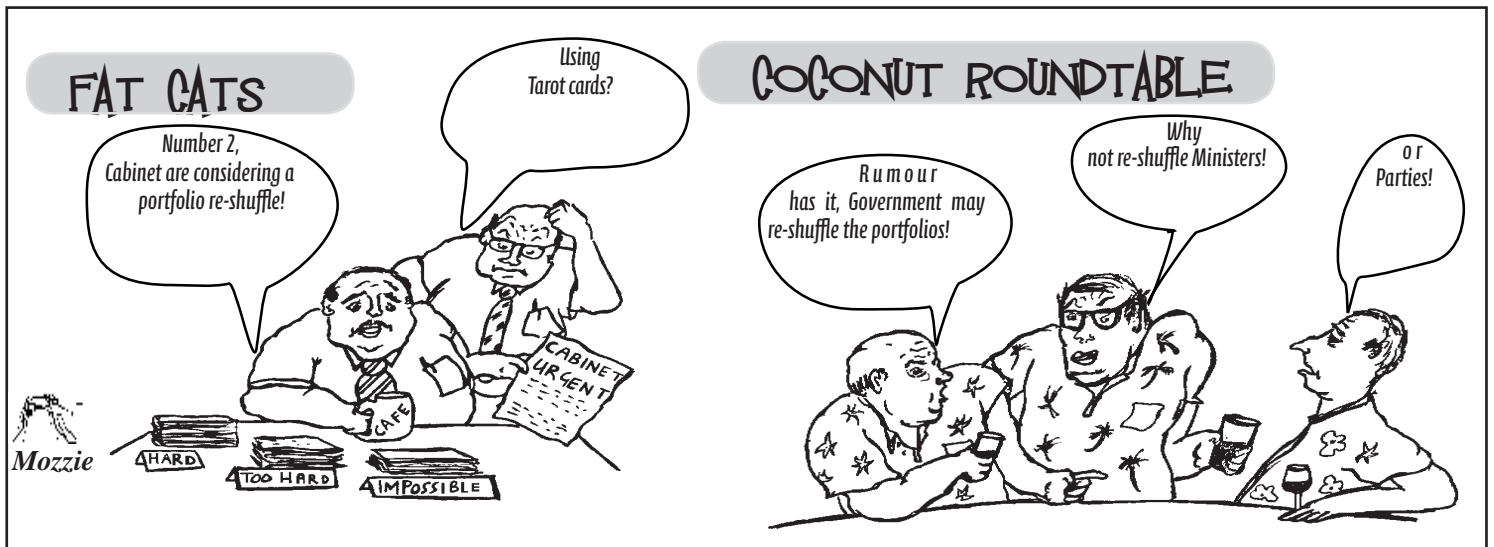 FAT CATS
Number 2,
Cabinet are considering a
portfolio re-shuffle!
Using
Tarot cards?
CABINET
URGENT
CAFE
HARD
TOO HARD
IMPOSSIBLE
Mozzie
COCONUT ROUNDTABLE
Rumour
has it, Government may
re-shuffle the portfolios!
Why
not re-shuffle Ministers!
or
Parties!